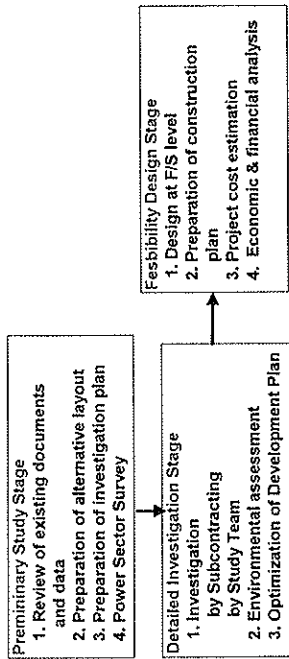 Premininary Study Stage
1. Review of existing documents
and data
2. Preparation of alternative layout
3. Preparation of investigation plan
4. Power Sector Survey
Detailed Investigation Stage
1. Investigation
by Subcontracting
by Study Team
2. Environmental assessment
3. Optimization of Development Plan
Fesbibility Design Stage
1. Design at F/S level
2. Preparation of construction
plan
3. Project cost estimation
4. Economic & financial analysis